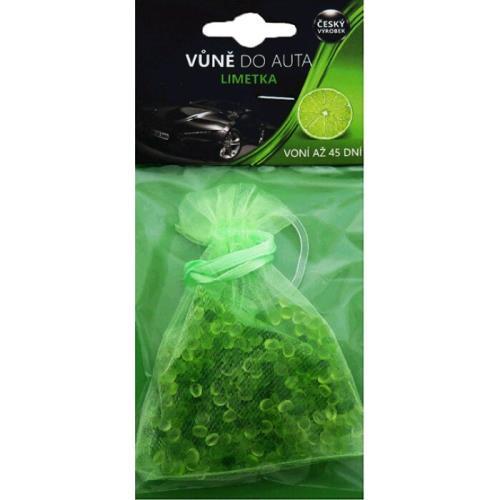 ČESKÝ
VÝROBEK
VŮNĚ DO AUTA
LIMETKA
VONÍ AŽ 45 DNÍ